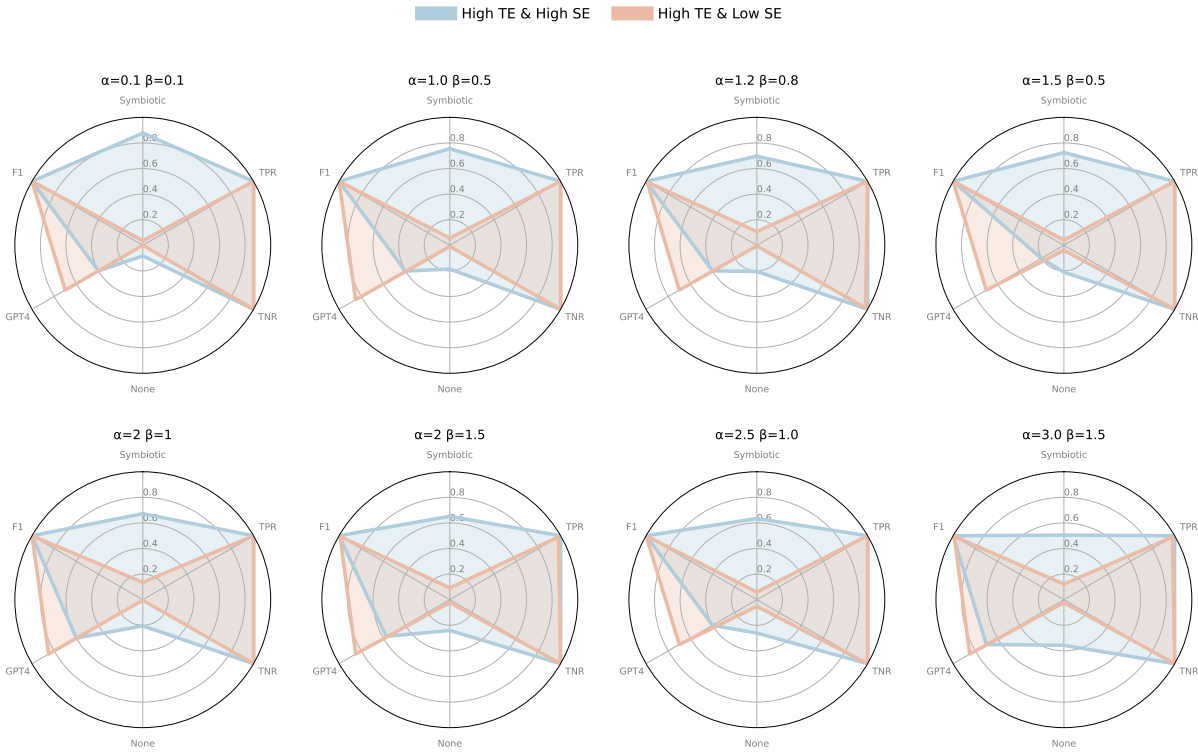 High TE & High SE High TE & Low SE
α=0.1 β=0.1 α=1.0 β=0.5 α=1.2 β=0.8 α=1.5 β=0.5
Symbiotic Symbiotic Symbiotic Symbiotic
0.8 0.8 0.8 0.8
F1 0.6 TPR F1 0.6 TPR F1 0.6 TPR F1 0.6 TPR
0.4 0.4 0.4 0.4
0.2 0.2 0.2 0.2
GPT4 TNR GPT4 TNR GPT4 TNR GPT4 TNR
None None None None
α=2 β=1 α=2 β=1.5 α=2.5 β=1.0 α=3.0 β=1.5
Symbiotic Symbiotic Symbiotic Symbiotic
0.8 0.8 0.8 0.8
F1 0.6 TPR F1 0.6 TPR F1 0.6 TPR F1 0.6 TPR
0.4 0.4 0.4 0.4
0.2 0.2 0.2 0.2
GPT4 TNR GPT4 TNR GPT4 TNR GPT4 TNR
None None None None